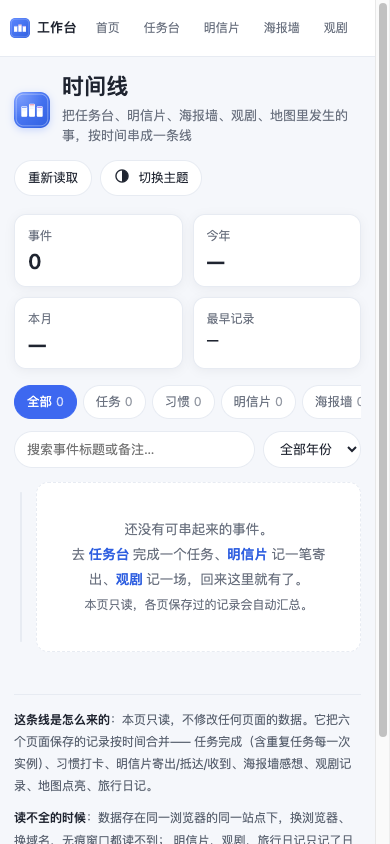 工作台 首页 任务台 明信片 海报墙 观剧
时间线
把任务台、明信片、海报墙、观剧、地图里发生的
事，按时间串成一条线
重新读取 切换主题
事件 今年
0 —
本月 最早记录
— —
全部 0 任务 0 习惯 0 明信片 0 海报墙 0
搜索事件标题或备注... 全部年份
还没有可串起来的事件。
去 任务台 完成一个任务、明信片 记一笔寄
出、观剧 记一场，回来这里就有了。
本页只读，各页保存过的记录会自动汇总。
这条线是怎么来的：本页只读，不修改任何页面的数据。它把六
个页面保存的记录按时间合并—— 任务完成（含重复任务每一次
实例）、习惯打卡、明信片寄出/抵达/收到、海报墙感想、观剧记
录、地图点亮、旅行日记。
读不全的时候：数据存在同一浏览器的同一站点下，换浏览器、
换域名、无痕窗口都读不到； 明信片、观剧、旅行日记只记了日